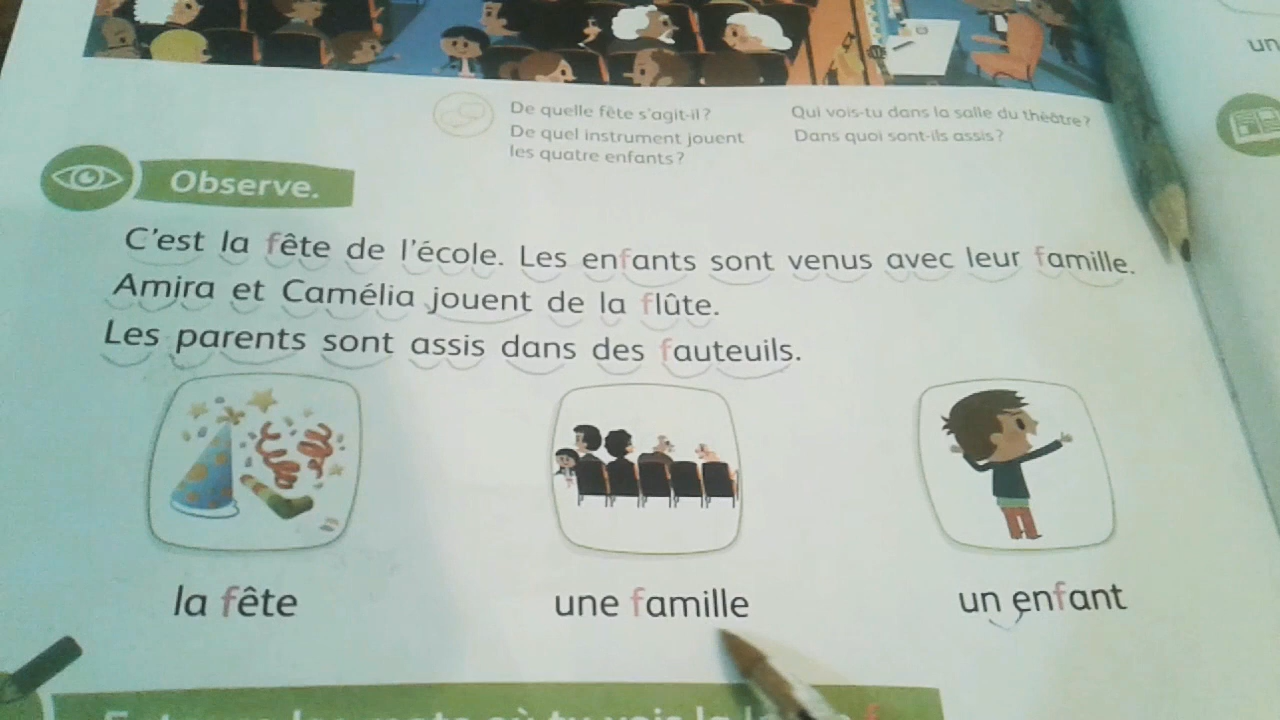 De quelle fête s'agit-il?
De quel instrument jouent
les quatre enfants?
Qui vois-tu dans la salle du théâtre?
Dans quoi sont-ils assis?
un
Observe.
C'est la fête de l'école. Les enfants sont venus avec leur famille.
Amira et Camélia jouent de la flûte.
Les parents sont assis dans des fauteuils.
la fête
une famille
un enfant